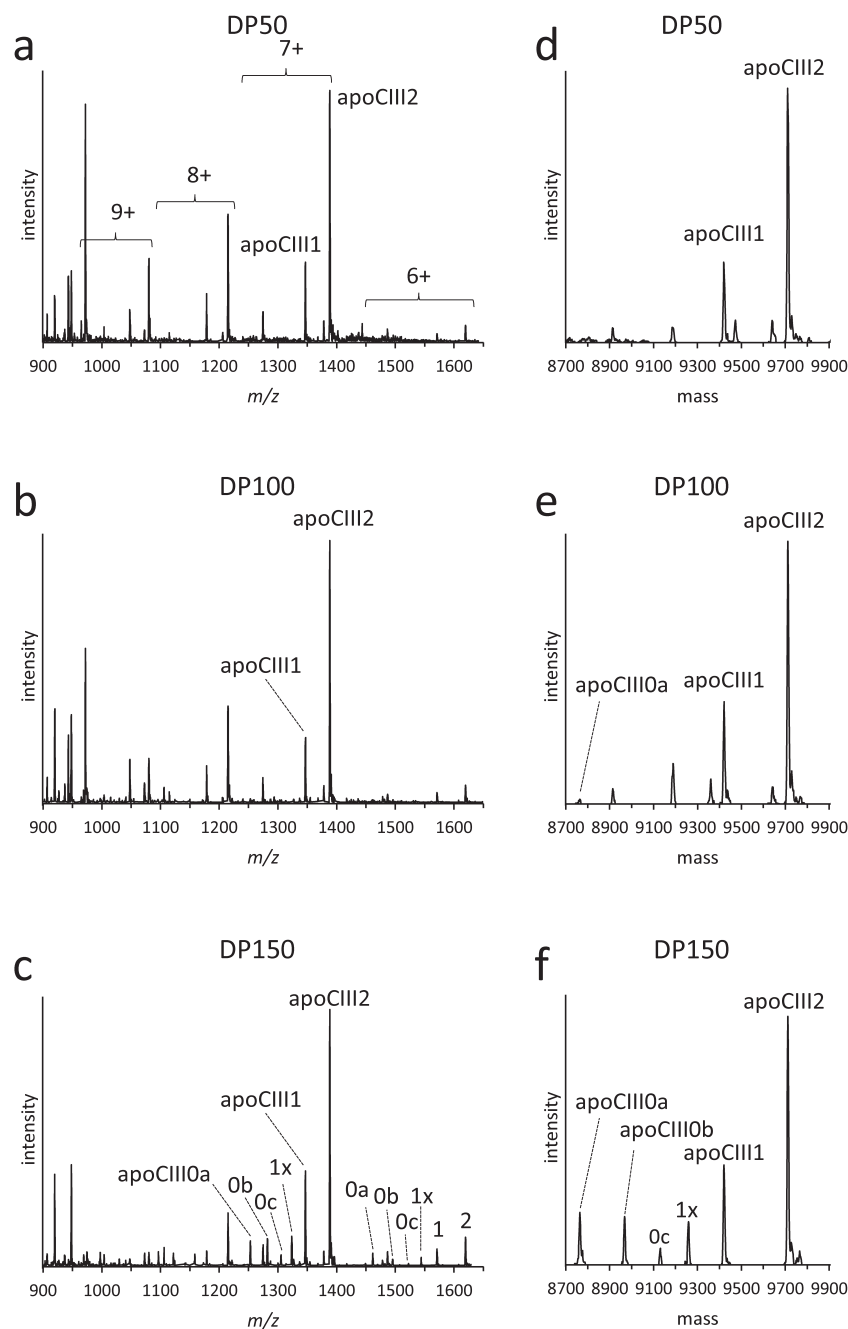 a
DP50
7+
apoCIII2
8+
9+
apoCIII1
6+
intensity
900 1000 1100 1200 1300 1400 1500 1600
m/z
d
DP50
apoCIII2
apoCIII1
intensity
8700 8900 9100 9300 9500 9700 9900
mass
b
DP100
apoCIII2
apoCIII1
intensity
900 1000 1100 1200 1300 1400 1500 1600
m/z
e
DP100
apoCIII2
apoCIII0a
apoCIII1
intensity
8700 8900 9100 9300 9500 9700 9900
mass
c
DP150
apoCIII2
apoCIII1
apoCIII0a
0b
0c
1x
0a
0b
0c
1x
1
2
intensity
900 1000 1100 1200 1300 1400 1500 1600
m/z
f
DP150
apoCIII2
apoCIII0a
apoCIII0b
apoCIII1
0c
1x
intensity
8700 8900 9100 9300 9500 9700 9900
mass